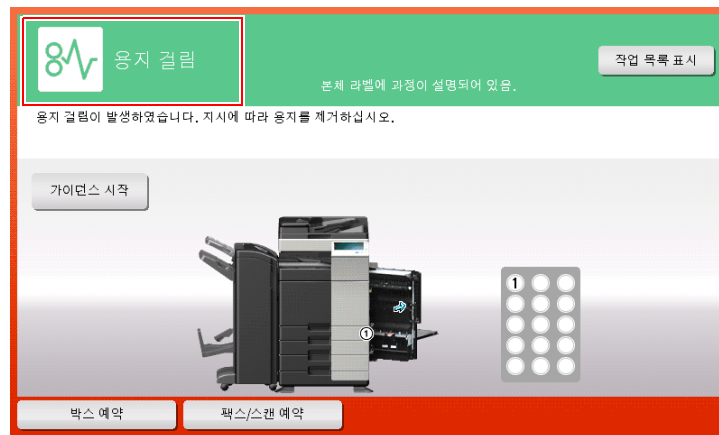 용지 걸림
작업 목록 표시
본체 라벨에 과정이 설명되어 있음.
용지 걸림이 발생하였습니다. 지시에 따라 용지를 제거하십시오.
가이던스 시작
1
1
박스 예약
팩스/스캔 예약